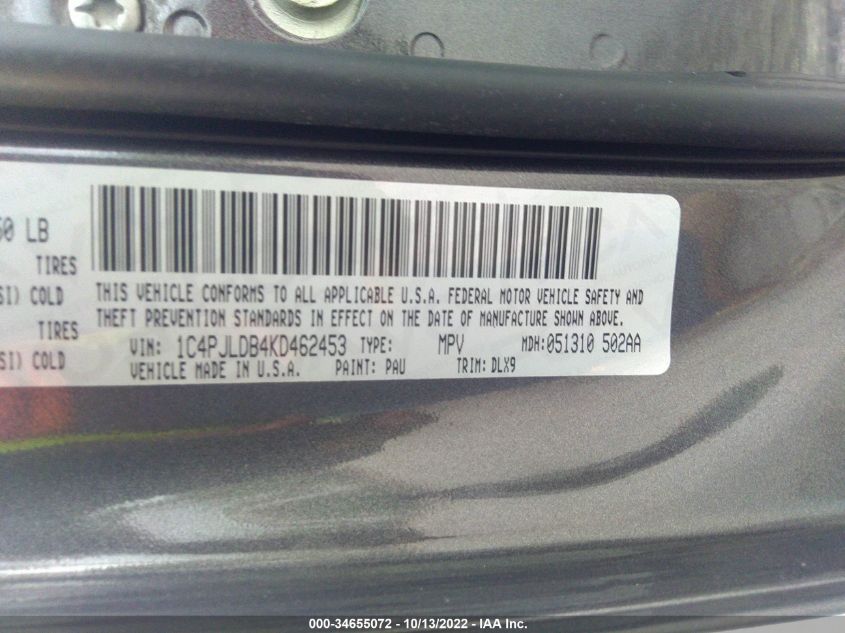 50 LB
TIRES
SI) COLD
THIS VEHICLE CONFORMS TO ALL APPLICABLE U.S.A. FEDERAL MOTOR VEHICLE SAFETY AND
THEFT PREVENTION STANDARDS IN EFFECT ON THE DATE OF MANUFACTURE SHOWN ABOVE.
TIRES
VIN: 1C4PJLDB4KD462453 TYPE: MPV MDH:051310 502AA
SI) COLD
VEHICLE MADE IN U.S.A. PAINT: PAU TRIM: DLX9
000-34655072 - 10/13/2022 - IAA Inc.